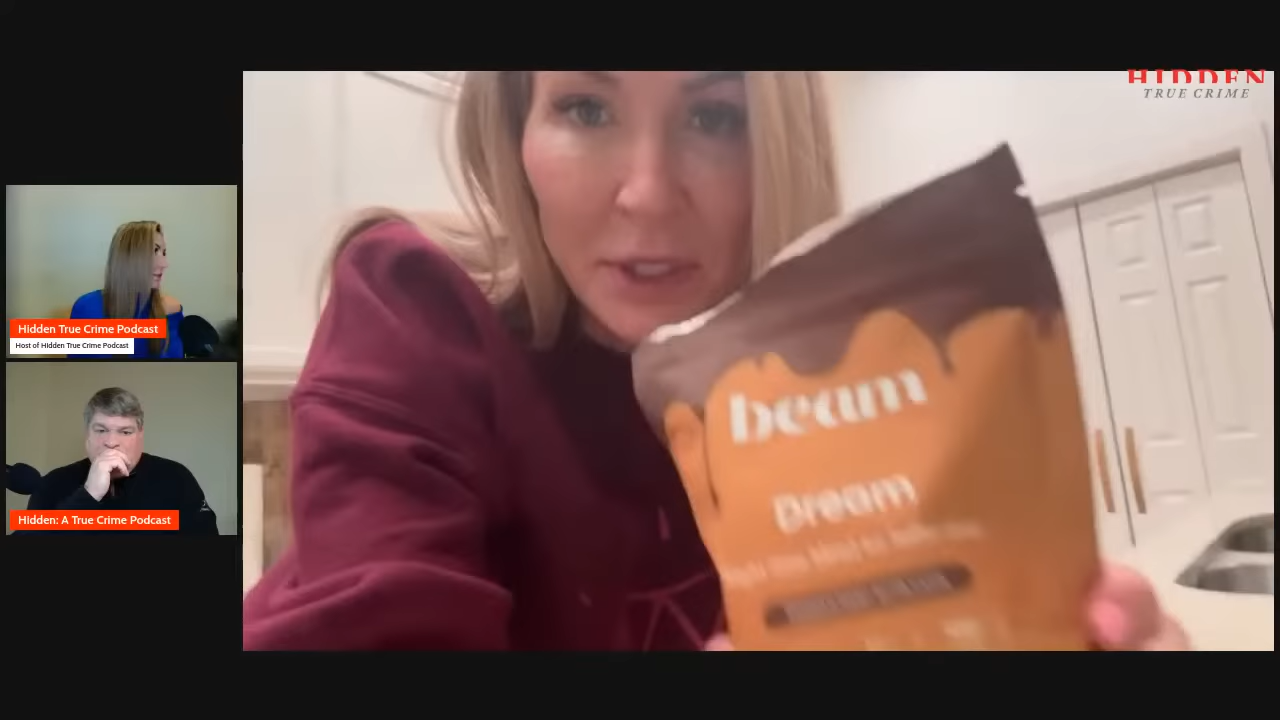 HIDDEN
TRUE CRIME
Hidden True Crime Podcast
Host of Hidden True Crime Podcast
Hidden: A True Crime Podcast
beam
Dream